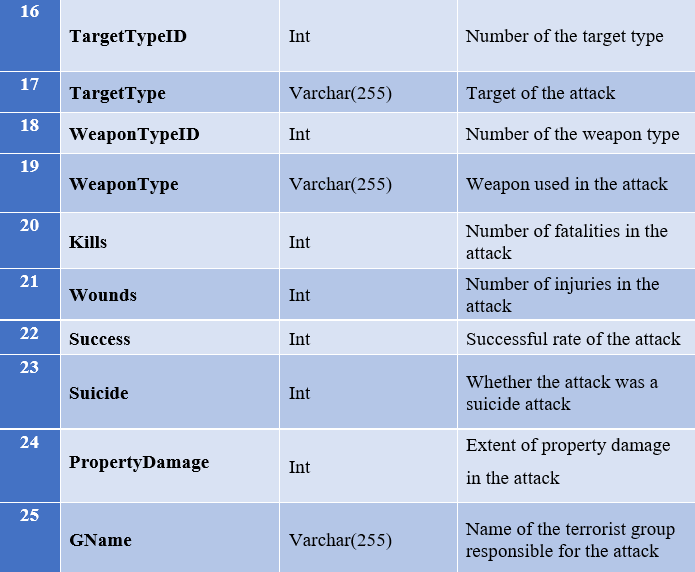 16
TargetTypeID
Int
Number of the target type
17
TargetType
Varchar(255)
Target of the attack
18
WeaponTypeID
Int
Number of the weapon type
19
WeaponType
Varchar(255)
Weapon used in the attack
20
Kills
Int
Number of fatalities in the
attack
21
Wounds
Int
Number of injuries in the
attack
22
Success
Int
Successful rate of the attack
23
Suicide
Int
Whether the attack was a
suicide attack
24
PropertyDamage
Int
Extent of property damage
in the attack
25
GName
Varchar(255)
Name of the terrorist group
responsible for the attack